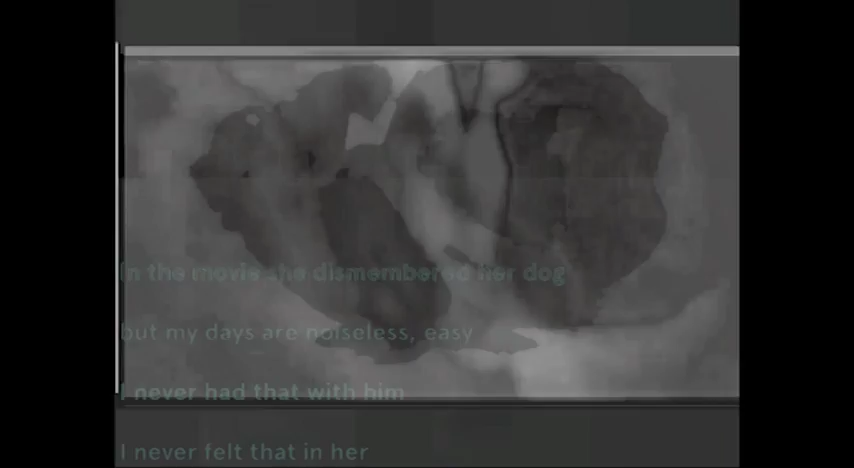 In the movie she dismembered her dog
but my days are noiseless, easy
I never had that with him
I never felt that in her